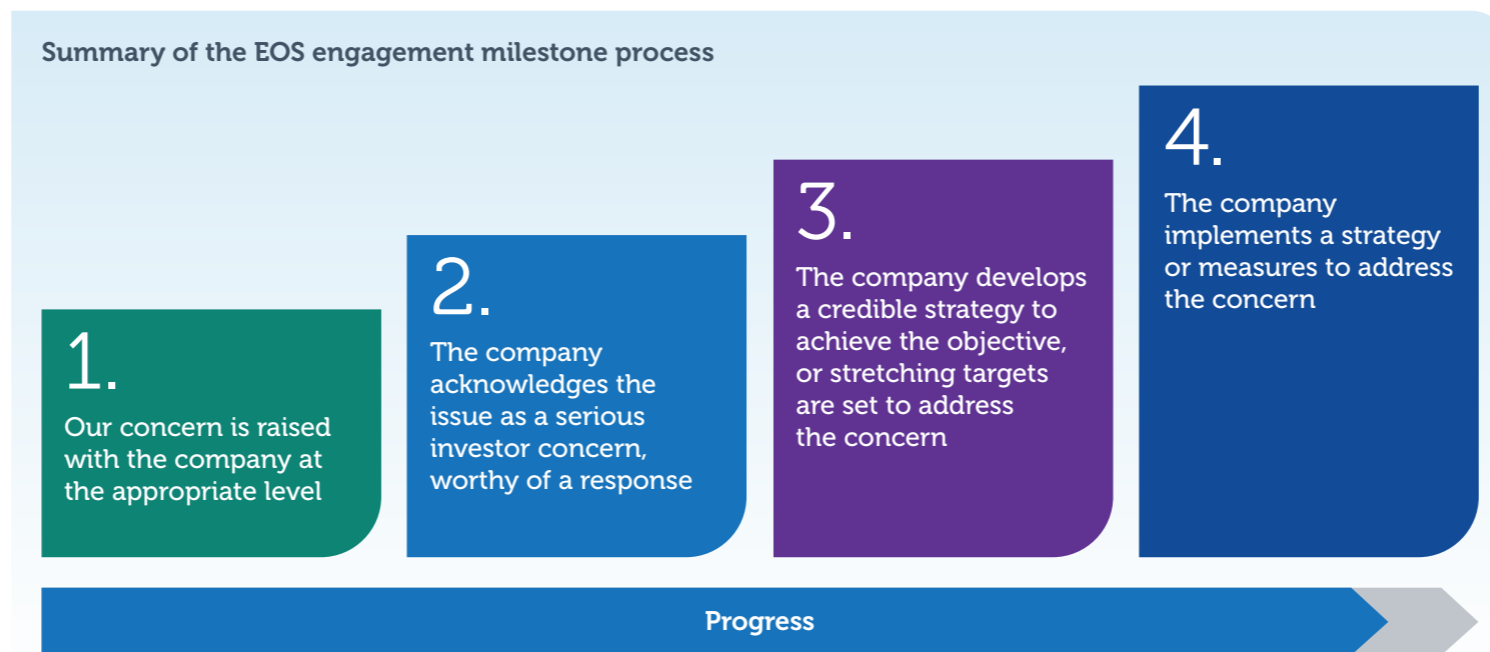 Summary of the EOS engagement milestone process
1.
Our concern is raised
with the company at
the appropriate level
2.
The company
acknowledges the
issue as a serious
investor concern,
worthy of a response
3.
The company develops
a credible strategy to
achieve the objective,
or stretching targets
are set to address
the concern
4.
The company
implements a strategy
or measures to address
the concern
Progress